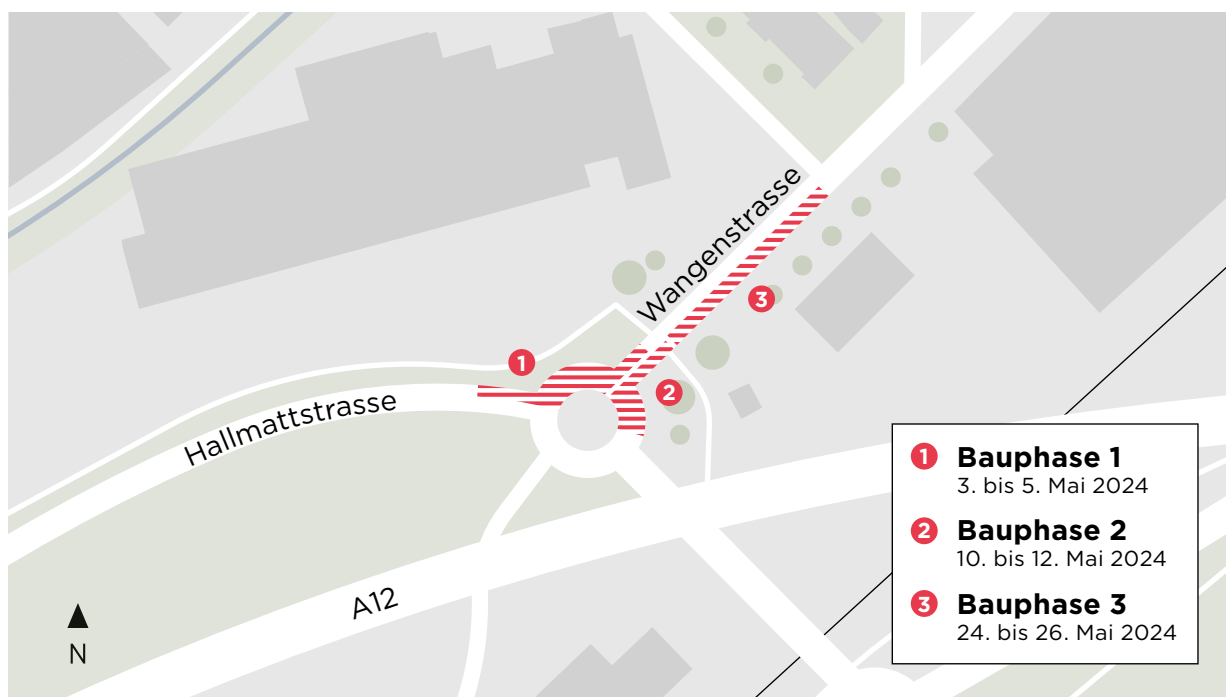 Wangenstrasse
3
1
2
Hallmattstrasse
A12
N
1 Bauphase 1
3. bis 5. Mai 2024
2 Bauphase 2
10. bis 12. Mai 2024
3 Bauphase 3
24. bis 26. Mai 2024